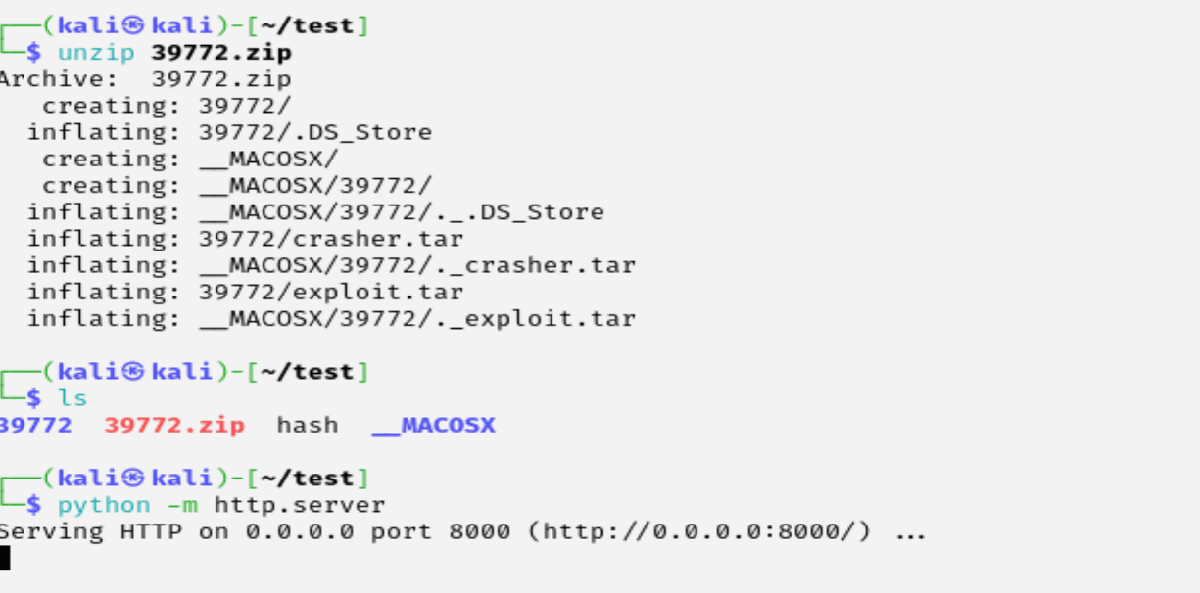 (kali㉿kali)-[~/test]
$ unzip 39772.zip
Archive:  39772.zip
   creating: 39772/
  inflating: 39772/.DS_Store
   creating: __MACOSX/
   creating: __MACOSX/39772/
  inflating: __MACOSX/39772/._.DS_Store
  inflating: 39772/crasher.tar
  inflating: __MACOSX/39772/._crasher.tar
  inflating: 39772/exploit.tar
  inflating: __MACOSX/39772/._exploit.tar
(kali㉿kali)-[~/test]
$ ls
39772  39772.zip  hash  __MACOSX
(kali㉿kali)-[~/test]
$ python -m http.server
Serving HTTP on 0.0.0.0 port 8000 (http://0.0.0.0:8000/) ...